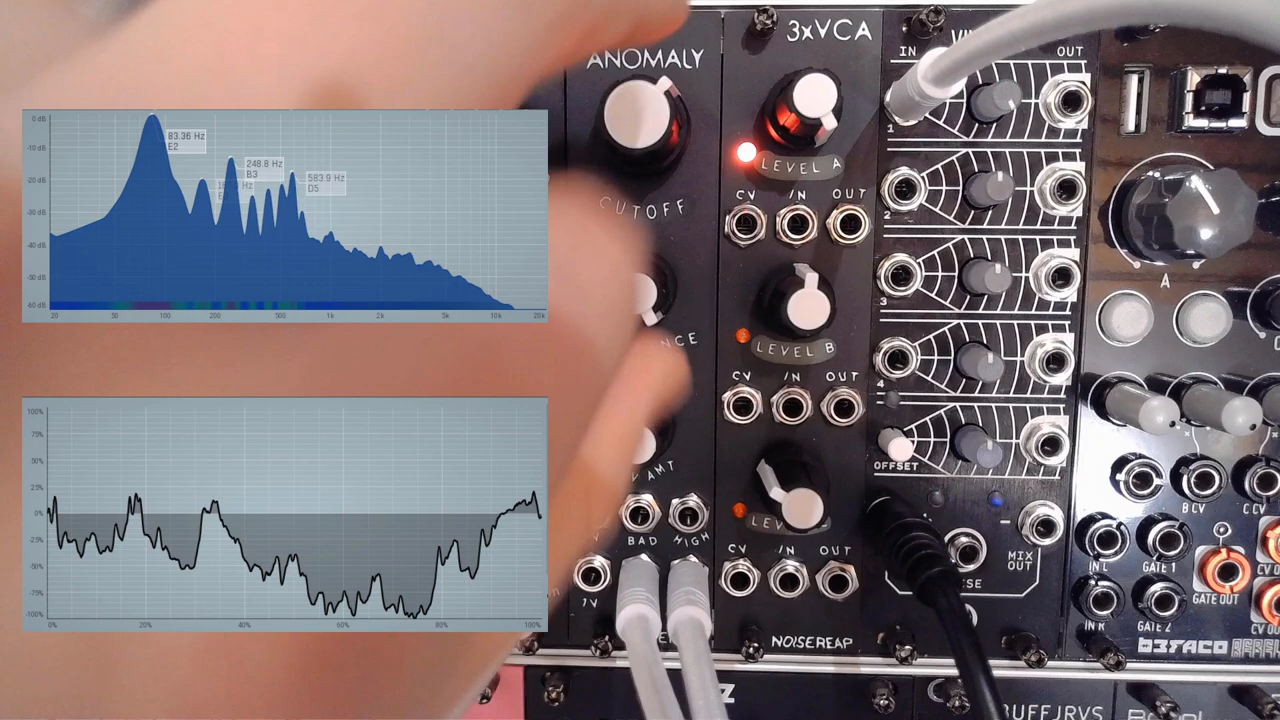 0 dB
-10 dB
-20 dB
-30 dB
-40 dB
-50 dB
-60 dB
83.36 Hz
E2
248.8 Hz
B3
583.9 Hz
D5
20
50
100
200
500
1k
2k
5k
10k
20k
100%
75%
50%
25%
0%
-25%
-50%
-75%
-100%
0%
20%
40%
60%
80%
100%
ANOMALY
CUTOFF
NCE
AMT
BAD
HIGH
1V
3xVCA
LEVEL A
CV
IN
OUT
LEVEL B
CV
IN
OUT
LEV
CV
IN
OUT
NOISEREAP
IN
OUT
1
2
3
4
OFFSET
MIX
OUT
A
B CV
C CV
IN L
GATE 1
GATE OUT
IN R
GATE 2
BUFFJRVS